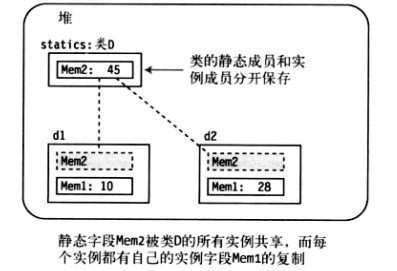 堆
statics:类D
Mem2: 45
类的静态成员和实
例成员分开保存
d1
Mem2
Mem1: 10
d2
Mem2
Mem1: 28
静态字段Mem2被类D的所有实例共享，而每
个实例都有自己的实例字段Mem1的复制